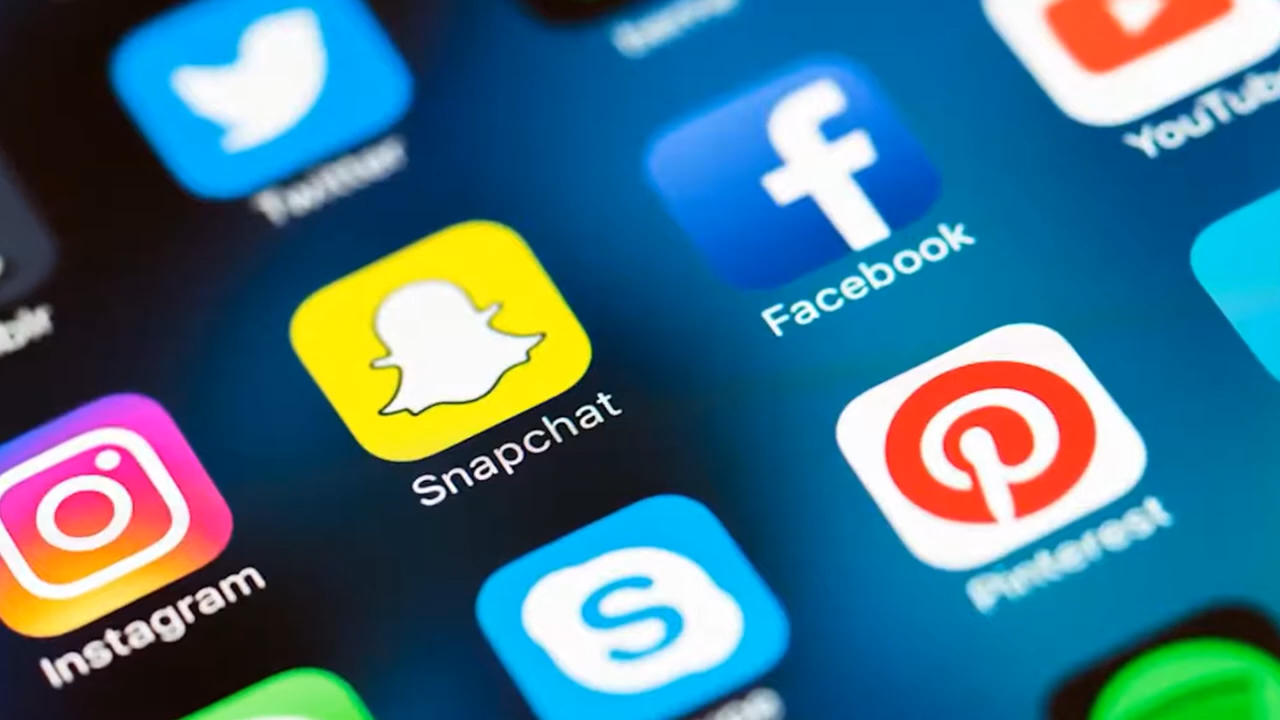 Twitter
YouTube
Facebook
Snapchat
Pinterest
Instagram